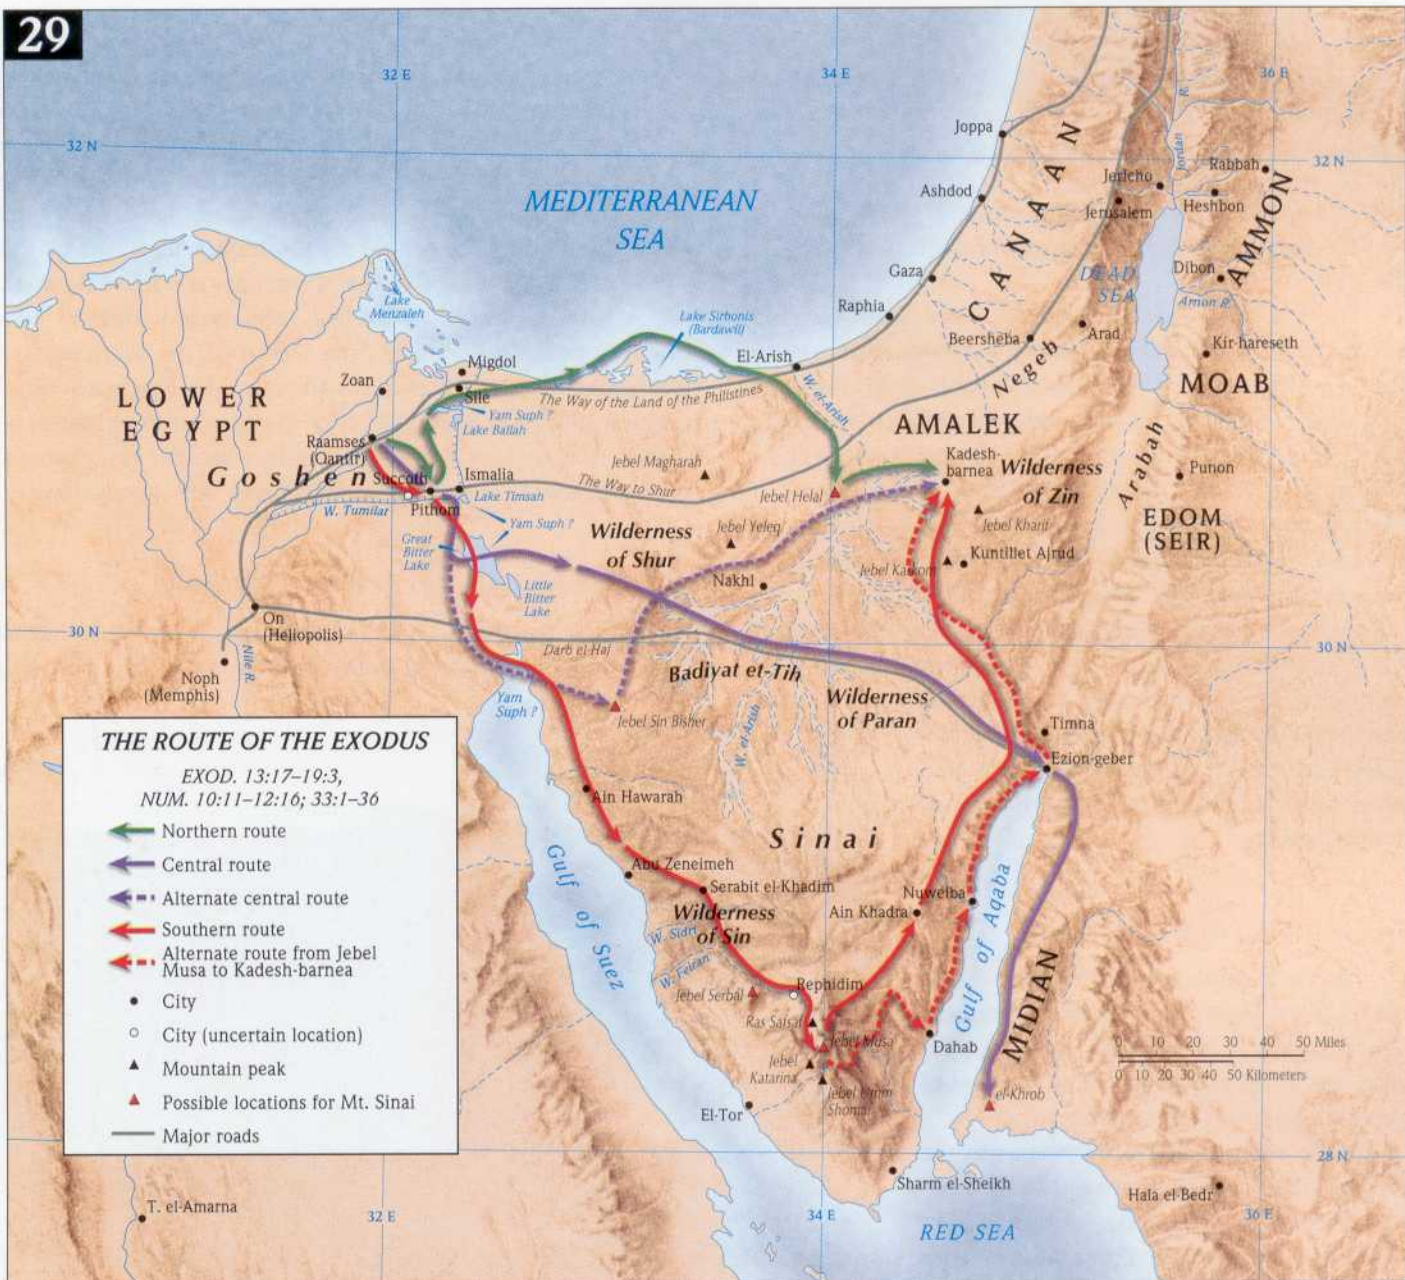 29
32 E
34 E
36 E
32 N
32 N
MEDITERRANEAN
SEA
Joppa
Ashdod
Gaza
Raphia
CANAAN
Jordan R.
Jericho
Jerusalem
Rabbah
Heshbon
AMMON
DEAD
SEA
Dibon
Arnon R.
Beersheba
Arad
Negeb
Kir-hareseth
MOAB
Lake
Menzaleh
Lake Sirbonis
(Bardawil)
El-Arish
W. el-Arish
Migdol
Zoan
Sile
The Way of the Land of the Philistines
Yam Suph ?
Lake Ballah
LOWER
EGYPT
Raamses
(Qantir)
Goshen
Succoth
Ismalia
Pithom
W. Tumilat
Lake Timsah
The Way to Shur
Jebel Magharah
Jebel Helal
AMALEK
Kadesh-
barnea
Wilderness
of Zin
Arabah
Punon
EDOM
(SEIR)
Jebel Kharif
Yam Suph ?
Great
Bitter
Lake
Little
Bitter
Lake
Wilderness
of Shur
Jebel Yeleq
Nakhl
Jebel Karkom
Kuntillet Ajrud
On
(Heliopolis)
30 N
30 N
Noph
(Memphis)
Nile R.
Darb el-Haj
Badiyat et-Tih
Wilderness
of Paran
Yam
Suph ?
Jebel Sin Bisher
W. el-Arish
Timna
Ezion-geber
THE ROUTE OF THE EXODUS
EXOD. 13:17–19:3,
NUM. 10:11–12:16; 33:1–36
Northern route
Central route
Alternate central route
Southern route
Alternate route from Jebel
Musa to Kadesh-barnea
City
City (uncertain location)
Mountain peak
Possible locations for Mt. Sinai
Major roads
Ain Hawarah
Sinai
Abu Zeneimeh
Serabit el-Khadim
Wilderness
of Sin
W. Sidri
W. Feiran
Gulf of Suez
Nuweiba
Ain Khadra
Gulf of Aqaba
MIDIAN
Rephidim
Jebel Serbal
Ras Safsaf
Jebel Musa
Jebel
Katarina
Jebel Umm
Shomar
Dahab
El-Tor
el-Khrob
0 10 20 30 40 50 Miles
0 10 20 30 40 50 Kilometers
28 N
Sharm el-Sheikh
Hala el-Bedr
T. el-Amarna
32 E
34 E
RED SEA
36 E